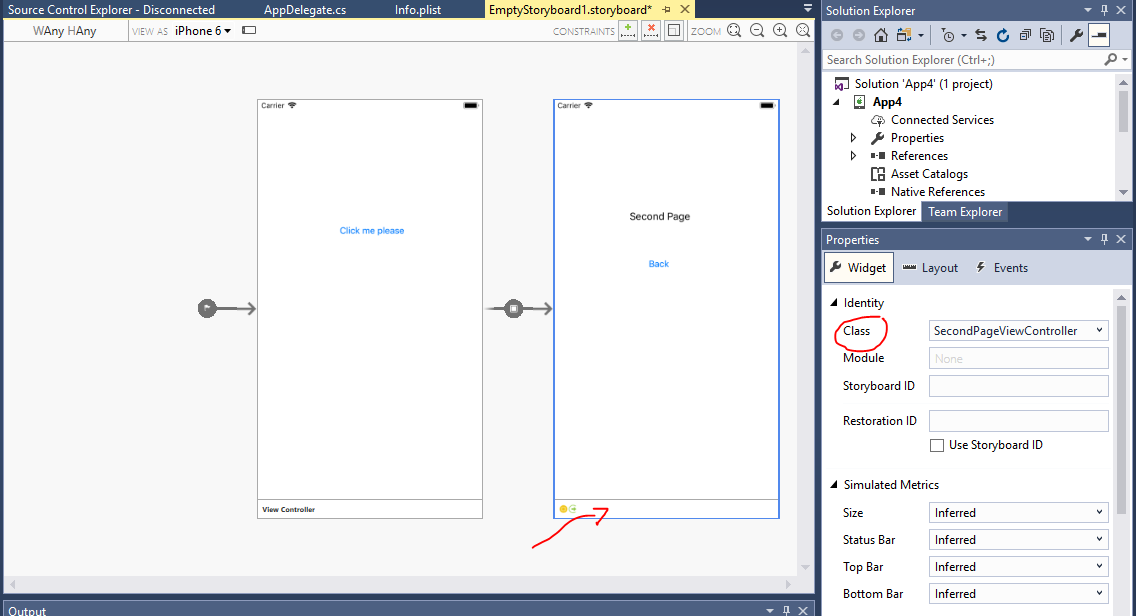 Source Control Explorer - Disconnected
AppDelegate.cs
Info.plist
EmptyStoryboard1.storyboard*
WAny HAny
VIEW AS iPhone 6
CONSTRAINTS
ZOOM
Carrier
Click me please
View Controller
Carrier
Second Page
Back
Output
Solution Explorer
Search Solution Explorer (Ctrl+;)
Solution 'App4' (1 project)
App4
Connected Services
Properties
References
Asset Catalogs
Native References
Solution Explorer Team Explorer
Properties
Widget Layout Events
Identity
Class SecondPageViewController
Module None
Storyboard ID
Restoration ID
Use Storyboard ID
Simulated Metrics
Size Inferred
Status Bar Inferred
Top Bar Inferred
Bottom Bar Inferred